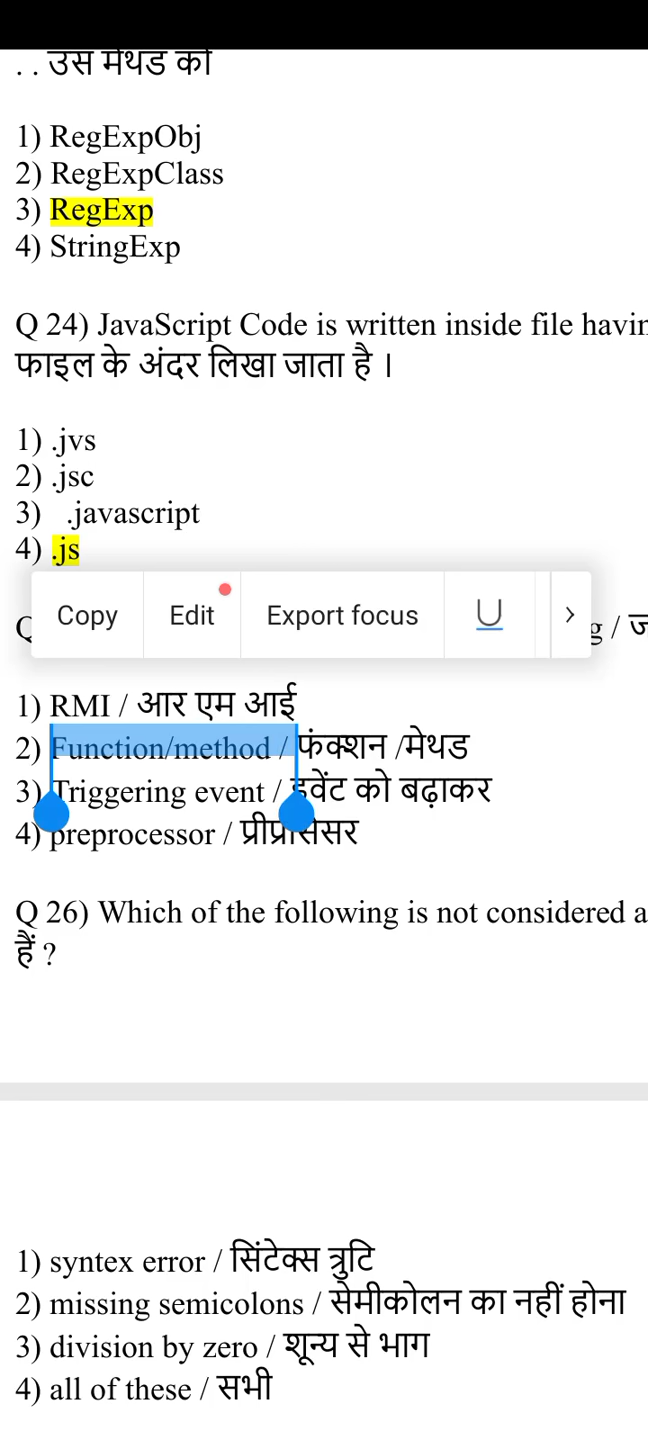 . . उस मेथड को
1) RegExpObj
2) RegExpClass
3) RegExp
4) StringExp
Q 24) JavaScript Code is written inside file havin
फाइल के अंदर लिखा जाता है ।
1) .jvs
2) .jsc
3) .javascript
4) .js
Copy Edit Export focus U >
Q g /
1) RMI / आर एम आई
2) Function/method / फंक्शन /मेथड
3) Triggering event / इवेंट को बढ़ाकर
4) preprocessor / प्रीप्रोसेसर
Q 26) Which of the following is not considered a
हैं ?
1) syntex error / सिंटेक्स त्रुटि
2) missing semicolons / सेमीकोलन का नहीं होना
3) division by zero / शून्य से भाग
4) all of these / सभी